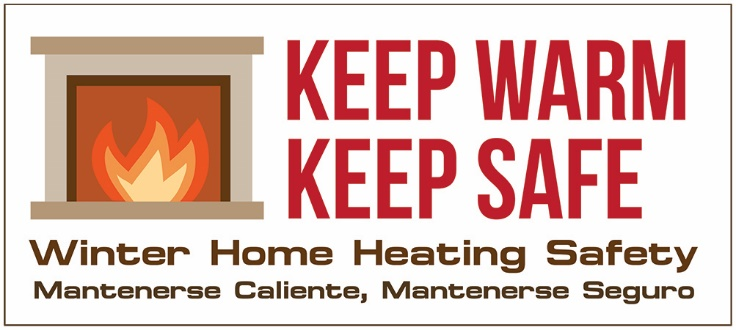 KEEP WARM
KEEP SAFE
Winter Home Heating Safety
Mantenerse Caliente, Mantenerse Seguro